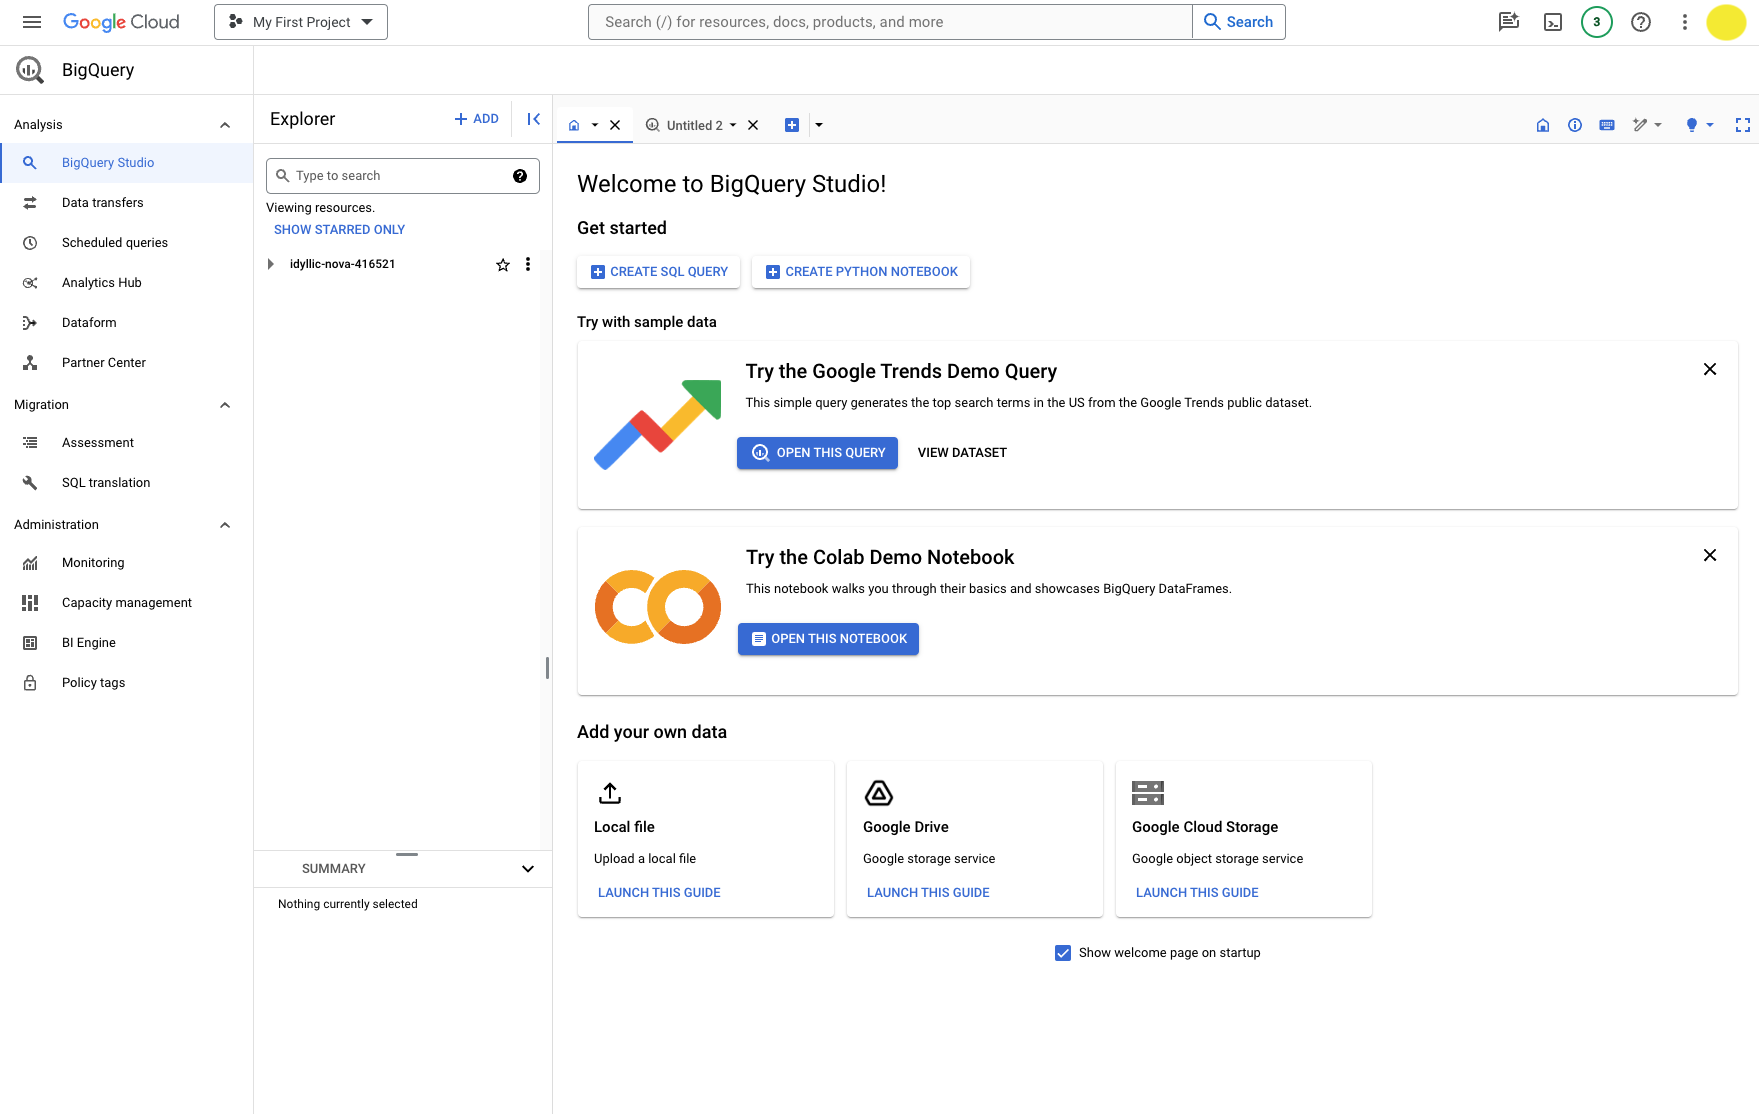 Google Cloud
My First Project
Search (/) for resources, docs, products, and more
Search
3
BigQuery
Analysis
BigQuery Studio
Data transfers
Scheduled queries
Analytics Hub
Dataform
Partner Center
Migration
Assessment
SQL translation
Administration
Monitoring
Capacity management
BI Engine
Policy tags
Explorer
ADD
Type to search
Viewing resources.
SHOW STARRED ONLY
idyllic-nova-416521
SUMMARY
Nothing currently selected
Untitled 2
Welcome to BigQuery Studio!
Get started
CREATE SQL QUERY
CREATE PYTHON NOTEBOOK
Try with sample data
Try the Google Trends Demo Query
This simple query generates the top search terms in the US from the Google Trends public dataset.
OPEN THIS QUERY
VIEW DATASET
Try the Colab Demo Notebook
This notebook walks you through their basics and showcases BigQuery DataFrames.
OPEN THIS NOTEBOOK
Add your own data
Local file
Upload a local file
LAUNCH THIS GUIDE
Google Drive
Google storage service
LAUNCH THIS GUIDE
Google Cloud Storage
Google object storage service
LAUNCH THIS GUIDE
Show welcome page on startup